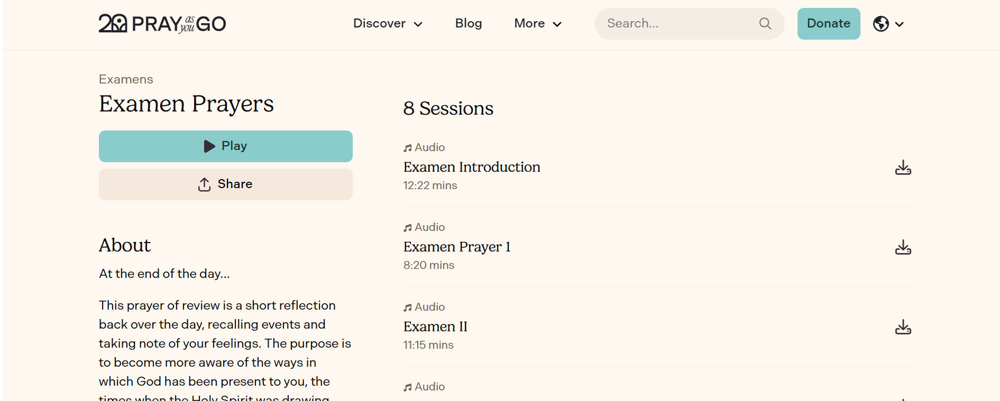 20 PRAY as you GO
Discover
Blog
More
Search...
Donate
Examens
Examen Prayers
Play
Share
About
At the end of the day...
This prayer of review is a short reflection
back over the day, recalling events and
taking note of your feelings. The purpose is
to become more aware of the ways in
which God has been present to you, the
times when the Holy Spirit was drawing
8 Sessions
Audio
Examen Introduction
12:22 mins
Audio
Examen Prayer 1
8:20 mins
Audio
Examen II
11:15 mins
Audio